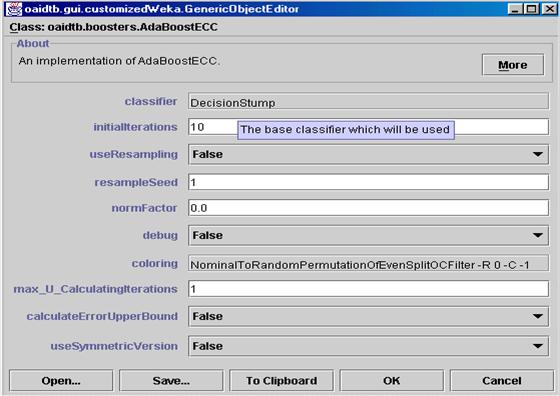 oaidtb.gui.customizedWeka.GenericObjectEditor
Class: oaidtb.boosters.AdaBoostECC
About
An implementation of AdaBoostECC.
More
classifier DecisionStump
initialIterations 10
The base classifier which will be used
useResampling False
resampleSeed 1
normFactor 0.0
debug False
coloring NominalToRandomPermutationOfEvenSplitOCFilter -R 0 -C -1
max_U_CalculatingIterations 1
calculateErrorUpperBound False
useSymmetricVersion False
Open... Save... To Clipboard OK Cancel